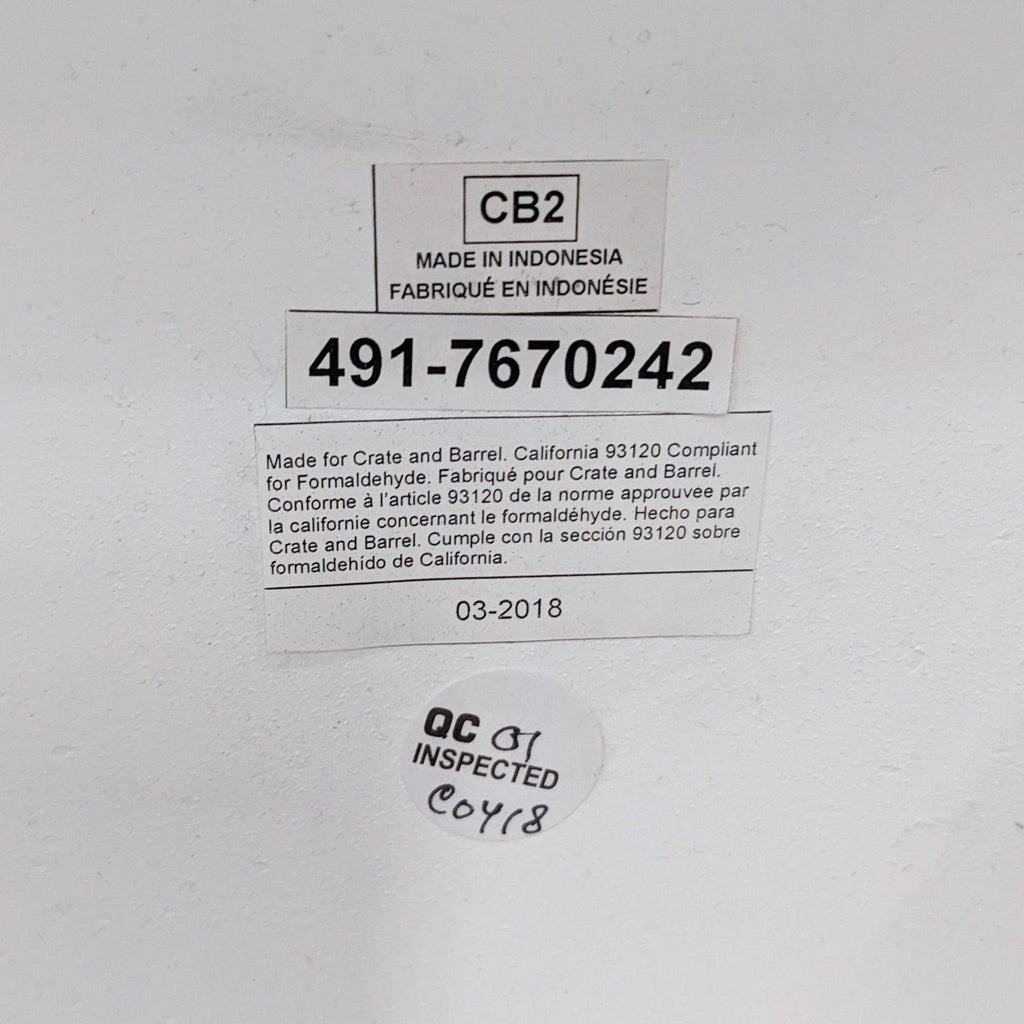 CB2
MADE IN INDONESIA
FABRIQUÉ EN INDONÉSIE
491-7670242
Made for Crate and Barrel. California 93120 Compliant
for Formaldehyde. Fabriqué pour Crate and Barrel.
Conforme à l'article 93120 de la norme approuvée par
la californie concernant le formaldéhyde. Hecho para
Crate and Barrel. Cumple con la sección 93120 sobre
formaldehído de California.
03-2018
QC
INSPECTED